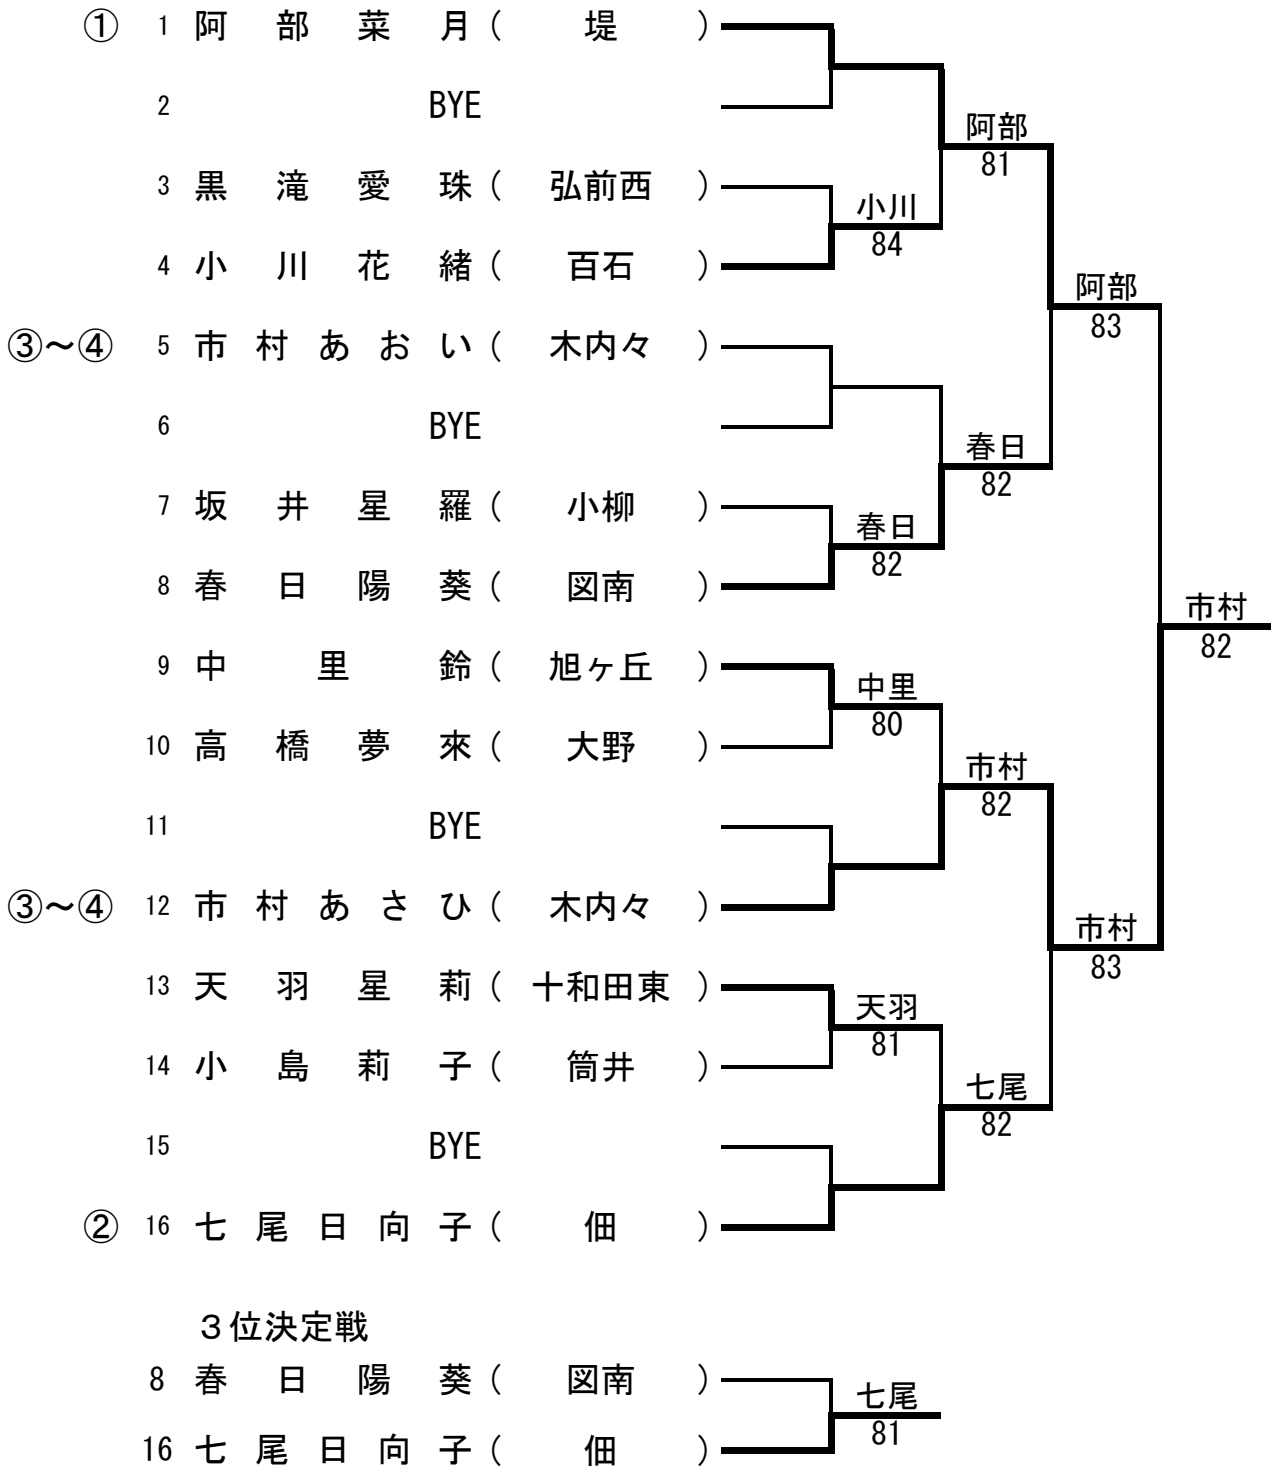 ① 1 阿部菜月(堤)
2 BYE
阿部
81
3 黒滝愛珠(弘前西)
小川
84
4 小川花緒(百石)
阿部
83
③～④ 5 市村あおい(木内々)
6 BYE
春日
82
7 坂井星羅(小柳)
春日
82
8 春日陽葵(図南)
市村
82
9 中里鈴(旭ヶ丘)
中里
80
10 高橋夢來(大野)
市村
82
11 BYE
③～④ 12 市村あさひ(木内々)
市村
83
13 天羽星莉(十和田東)
天羽
81
14 小島莉子(筒井)
七尾
82
15 BYE
② 16 七尾日向子(佃)
３位決定戦
8 春日陽葵(図南)
七尾
81
16 七尾日向子(佃)